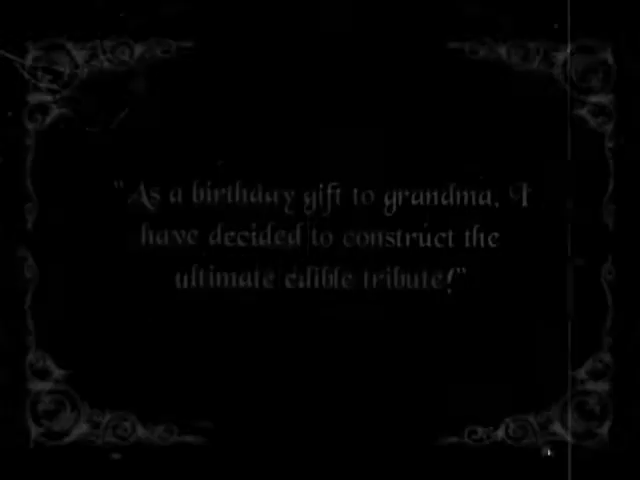 "As a birthday gift to grandma, I
have decided to construct the
ultimate edible tribute!"